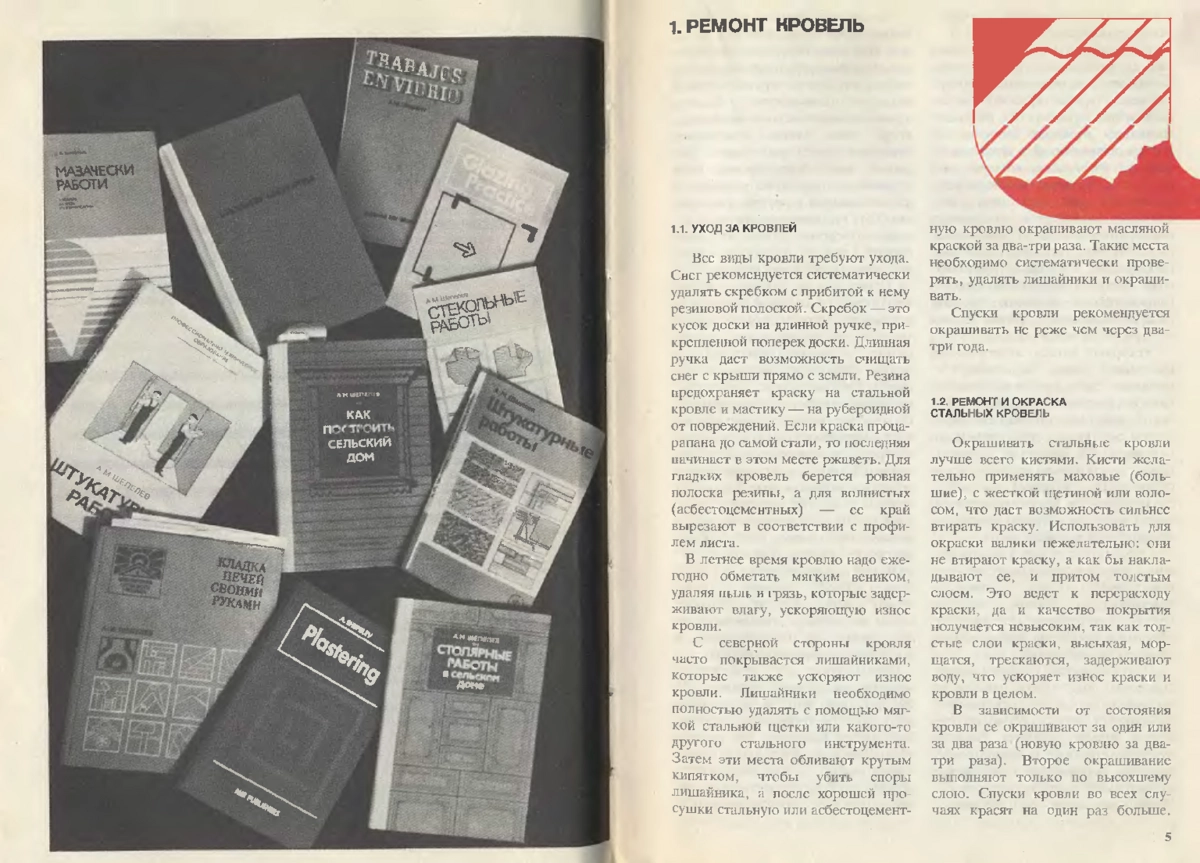 TRABAJOS
EN VIDRIO
МАЗАЧЕСКИ
РАБОТИ
Glazing
Practice
А.М. ШЕПЕЛЕВ
СТЕКОЛЬНЫЕ
РАБОТЫ
А.М. ШЕПЕЛЕВ
ШТУКАТУР
РАБО
А.М. ШЕПЕЛЕВ
КАК
ПОСТРОИТЬ
СЕЛЬСКИЙ
ДОМ
Штукатурные
работы
КЛАДКА
ПЕЧЕЙ
СВОИМИ
РУКАМИ
A. SHEPELEV
Plastering
MIR PUBLISHERS
А.М. ШЕПЕЛЕВ
СТОЛЯРНЫЕ
РАБОТЫ
В СЕЛЬСКОМ
ДОМЕ
1. РЕМОНТ КРОВЕЛЬ
1.1. УХОД ЗА КРОВЛЕЙ
Все виды кровли требуют ухода.
Снег рекомендуется систематически
удалять скребком с прибитой к нему
резиновой полоской. Скребок — это
кусок доски на длинной ручке, при-
крепленной поперек доски. Длинная
ручка дает возможность счищать
снег с крыши прямо с земли. Резина
предохраняет краску на стальной
кровле и мастику — на рубероидной
от повреждений. Если краска проца-
рапана до самой стали, то последняя
начинает в этом месте ржаветь. Для
гладких кровель берется ровная
полоска резины, а для волнистых
(асбестоцементных) — ее край
вырезают в соответствии с профи-
лем листа.
В летнее время кровлю надо еже-
годно обметать мягким веником,
удаляя пыль и грязь, которые задер-
живают влагу, ускоряющую износ
кровли.
С северной стороны кровля
часто покрывается лишайниками,
которые также ускоряют износ
кровли. Лишайники необходимо
полностью удалять с помощью мяг-
кой стальной щетки или какого-то
другого стального инструмента.
Затем эти места обливают крутым
кипятком, чтобы убить споры
лишайника, а после хорошей про-
сушки стальную или асбестоцемент-
ную кровлю окрашивают масляной
краской за два-три раза. Такие места
необходимо систематически прове-
рять, удалять лишайники и окраши-
вать.
Спуски кровли рекомендуется
окрашивать не реже чем через два-
три года.
1.2. РЕМОНТ И ОКРАСКА
СТАЛЬНЫХ КРОВЕЛЬ
Окрашивать стальные кровли
лучше всего кистями. Кисти жела-
тельно применять маховые (боль-
шие), с жесткой щетиной или воло-
сом, что дает возможность сильнее
втирать краску. Использовать для
окраски валики нежелательно: они
не втирают краску, а как бы накла-
дывают ее, и притом толстым
слоем. Это ведет к перерасходу
краски, да и качество покрытия
получается невысоким, так как тол-
стые слои краски, высыхая, мор-
щатся, трескаются, задерживают
воду, что ускоряет износ краски и
кровли в целом.
В зависимости от состояния
кровли ее окрашивают за один или
за два раза (новую кровлю за два-
три раза). Второе окрашивание
выполняют только по высохшему
слою. Спуски кровли во всех слу-
чаях красят на один раз больше,
5